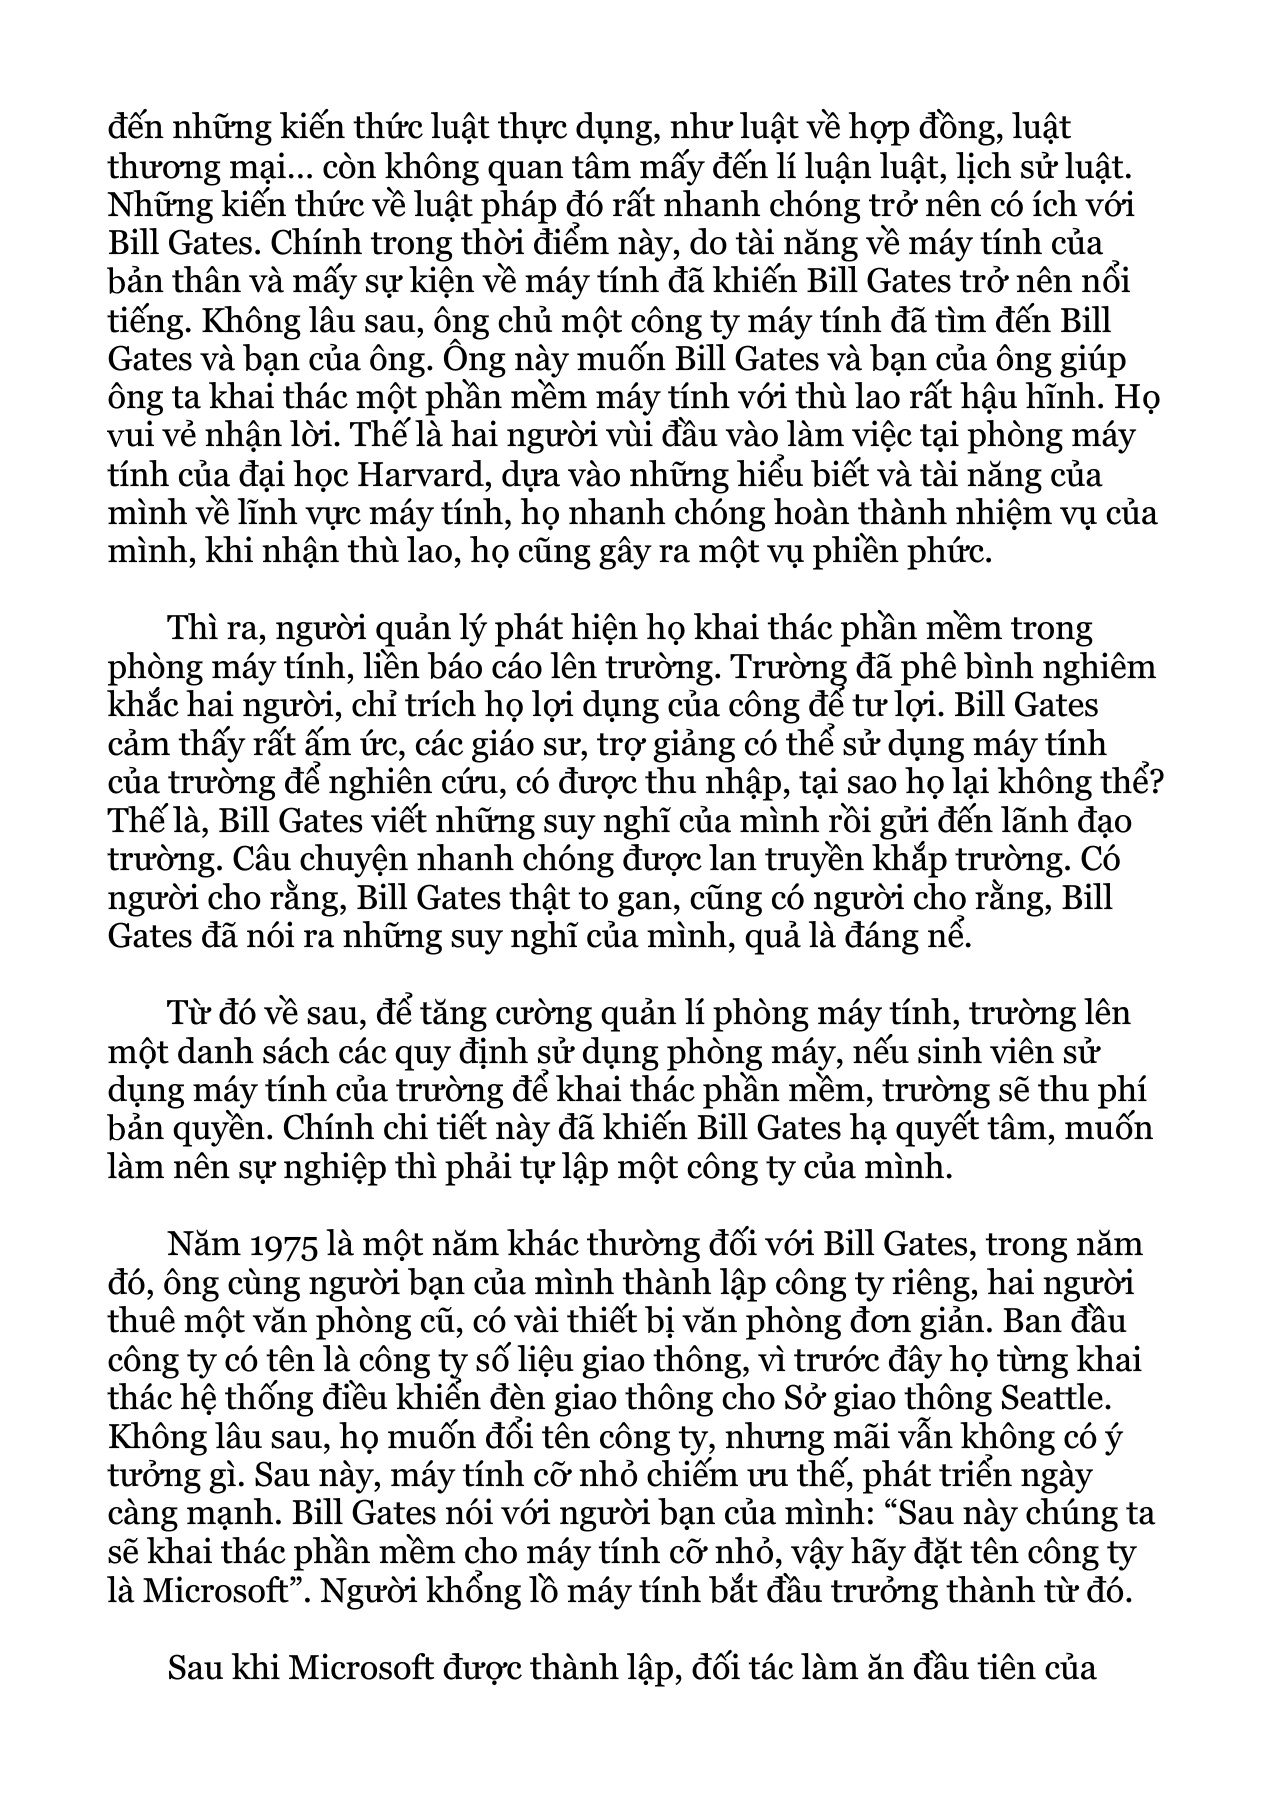 đến những kiến thức luật thực dụng, như luật về hợp đồng, luật
thương mại... còn không quan tâm mấy đến lí luận luật, lịch sử luật.
Những kiến thức về luật pháp đó rất nhanh chóng trở nên có ích với
Bill Gates. Chính trong thời điểm này, do tài năng về máy tính của
bản thân và mấy sự kiện về máy tính đã khiến Bill Gates trở nên nổi
tiếng. Không lâu sau, ông chủ một công ty máy tính đã tìm đến Bill
Gates và bạn của ông. Ông này muốn Bill Gates và bạn của ông giúp
ông ta khai thác một phần mềm máy tính với thù lao rất hậu hĩnh. Họ
vui vẻ nhận lời. Thế là hai người vùi đầu vào làm việc tại phòng máy
tính của đại học Harvard, dựa vào những hiểu biết và tài năng của
mình về lĩnh vực máy tính, họ nhanh chóng hoàn thành nhiệm vụ của
mình, khi nhận thù lao, họ cũng gây ra một vụ phiền phức.
Thì ra, người quản lý phát hiện họ khai thác phần mềm trong
phòng máy tính, liền báo cáo lên trường. Trường đã phê bình nghiêm
khắc hai người, chỉ trích họ lợi dụng của công để tư lợi. Bill Gates
cảm thấy rất ấm ức, các giáo sư, trợ giảng có thể sử dụng máy tính
của trường để nghiên cứu, có được thu nhập, tại sao họ lại không thể?
Thế là, Bill Gates viết những suy nghĩ của mình rồi gửi đến lãnh đạo
trường. Câu chuyện nhanh chóng được lan truyền khắp trường. Có
người cho rằng, Bill Gates thật to gan, cũng có người cho rằng, Bill
Gates đã nói ra những suy nghĩ của mình, quả là đáng nể.
Từ đó về sau, để tăng cường quản lí phòng máy tính, trường lên
một danh sách các quy định sử dụng phòng máy, nếu sinh viên sử
dụng máy tính của trường để khai thác phần mềm, trường sẽ thu phí
bản quyền. Chính chi tiết này đã khiến Bill Gates hạ quyết tâm, muốn
làm nên sự nghiệp thì phải tự lập một công ty của mình.
Năm 1975 là một năm khác thường đối với Bill Gates, trong năm
đó, ông cùng người bạn của mình thành lập công ty riêng, hai người
thuê một văn phòng cũ, có vài thiết bị văn phòng đơn giản. Ban đầu
công ty có tên là công ty số liệu giao thông, vì trước đây họ từng khai
thác hệ thống điều khiển đèn giao thông cho Sở giao thông Seattle.
Không lâu sau, họ muốn đổi tên công ty, nhưng mãi vẫn không có ý
tưởng gì. Sau này, máy tính cỡ nhỏ chiếm ưu thế, phát triển ngày
càng mạnh. Bill Gates nói với người bạn của mình: “Sau này chúng ta
sẽ khai thác phần mềm cho máy tính cỡ nhỏ, vậy hãy đặt tên công ty
là Microsoft”. Người khổng lồ máy tính bắt đầu trưởng thành từ đó.
Sau khi Microsoft được thành lập, đối tác làm ăn đầu tiên của